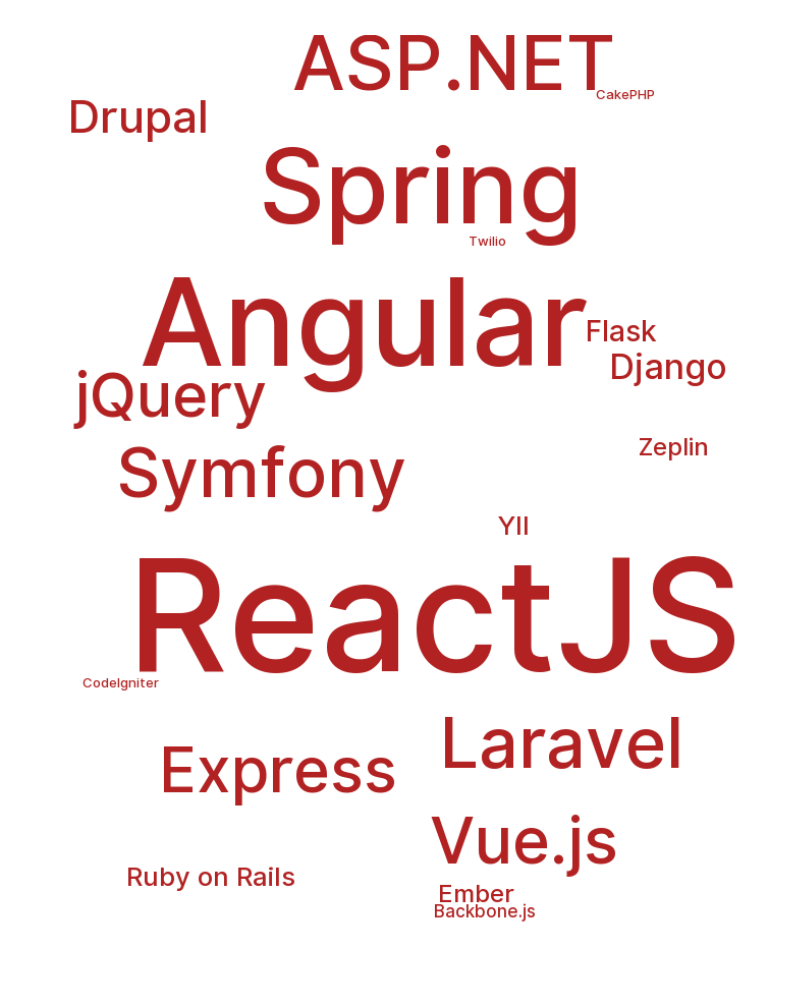 ASP.NET
CakePHP
Drupal
Spring
Twilio
Angular
Flask
Django
jQuery
Zeplin
Symfony
YII
ReactJS
CodeIgniter
Laravel
Express
Vue.js
Ruby on Rails
Ember
Backbone.js